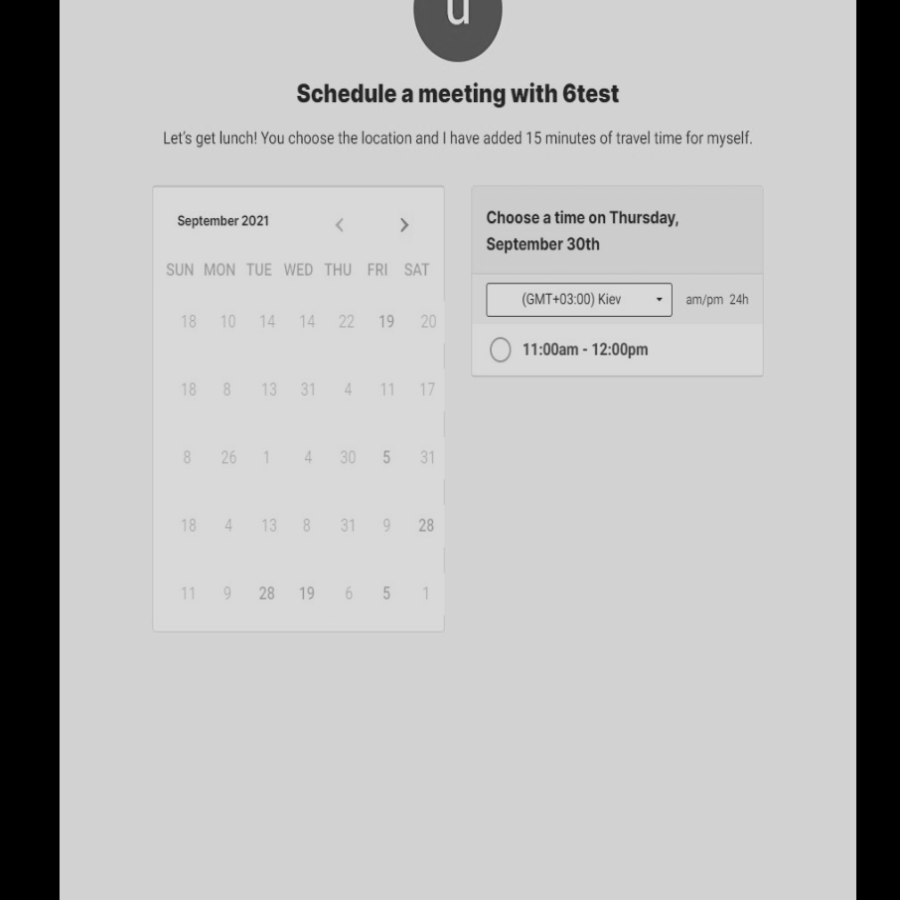 u
Schedule a meeting with 6test
Let's get lunch! You choose the location and I have added 15 minutes of travel time for myself.
September 2021
SUN MON TUE WED THU FRI SAT
18 10 14 14 22 19 20
18 8 13 31 4 11 17
8 26 1 4 30 5 31
18 4 13 8 31 9 28
11 9 28 19 6 5 1
Choose a time on Thursday,
September 30th
(GMT+03:00) Kiev am/pm 24h
11:00am - 12:00pm